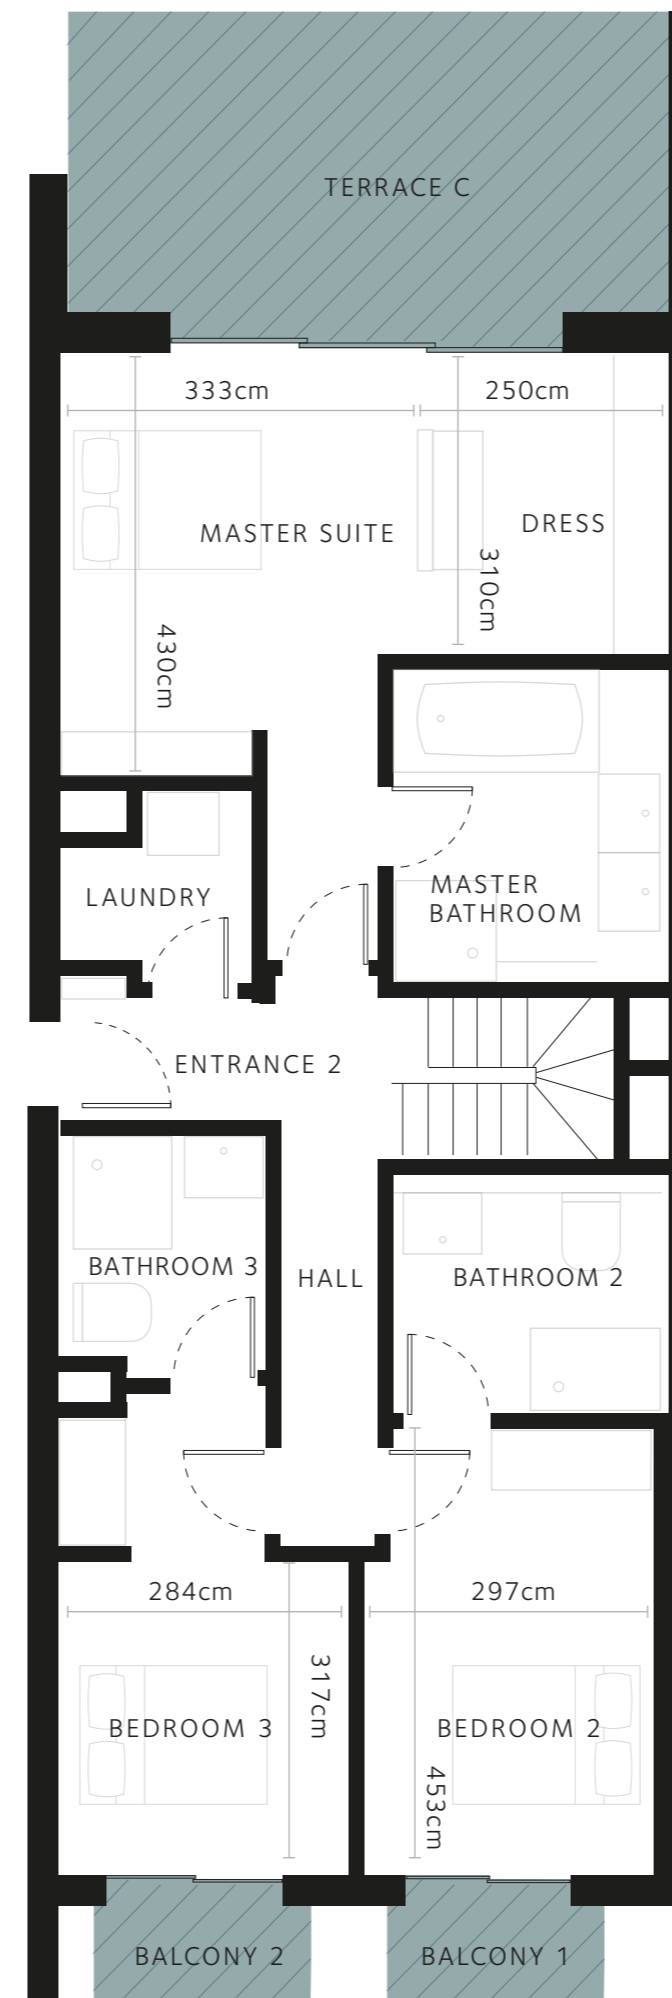 TERRACE C
333cm
250cm
MASTER SUITE
DRESS
310cm
430cm
LAUNDRY
MASTER
BATHROOM
ENTRANCE 2
BATHROOM 3
HALL
BATHROOM 2
284cm
297cm
317cm
BEDROOM 3
BEDROOM 2
453cm
BALCONY 2
BALCONY 1